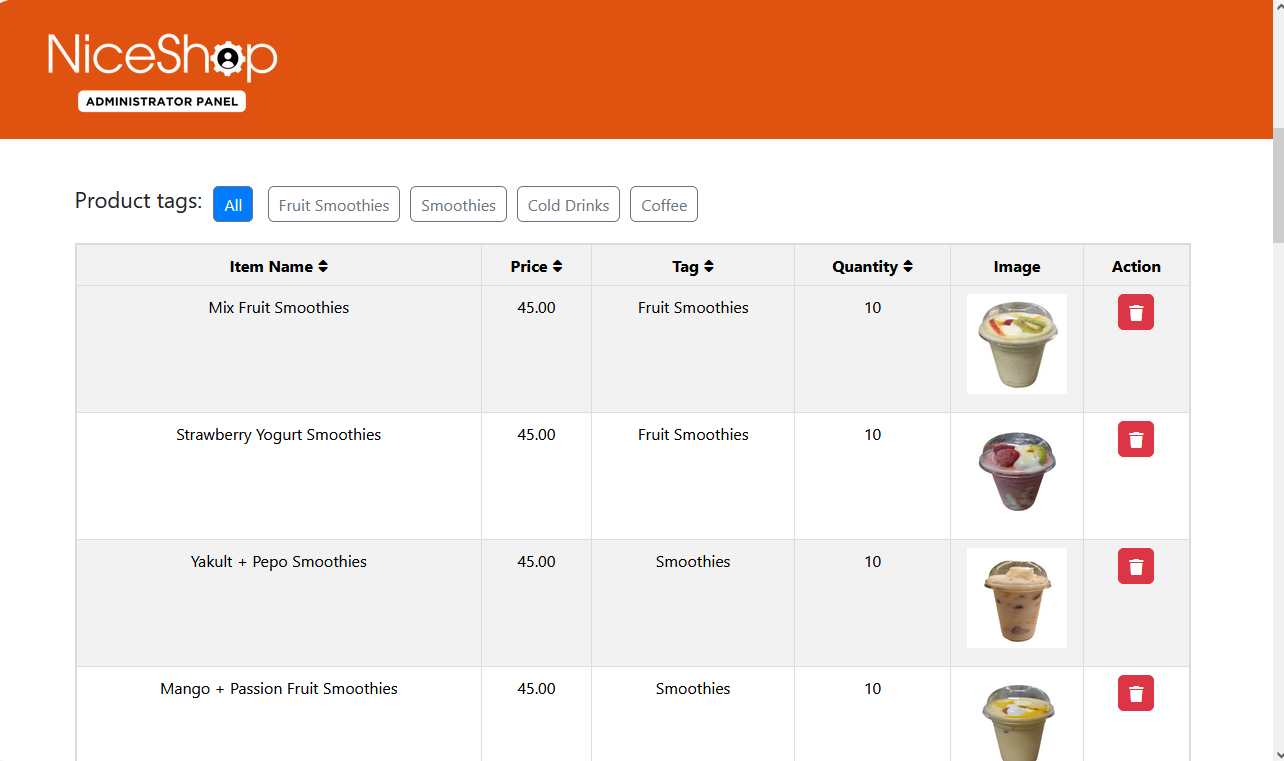 NiceShop
ADMINISTRATOR PANEL
Product tags: All Fruit Smoothies Smoothies Cold Drinks Coffee
Item Name Price Tag Quantity Image Action
Mix Fruit Smoothies 45.00 Fruit Smoothies 10
Strawberry Yogurt Smoothies 45.00 Fruit Smoothies 10
Yakult + Pepo Smoothies 45.00 Smoothies 10
Mango + Passion Fruit Smoothies 45.00 Smoothies 10